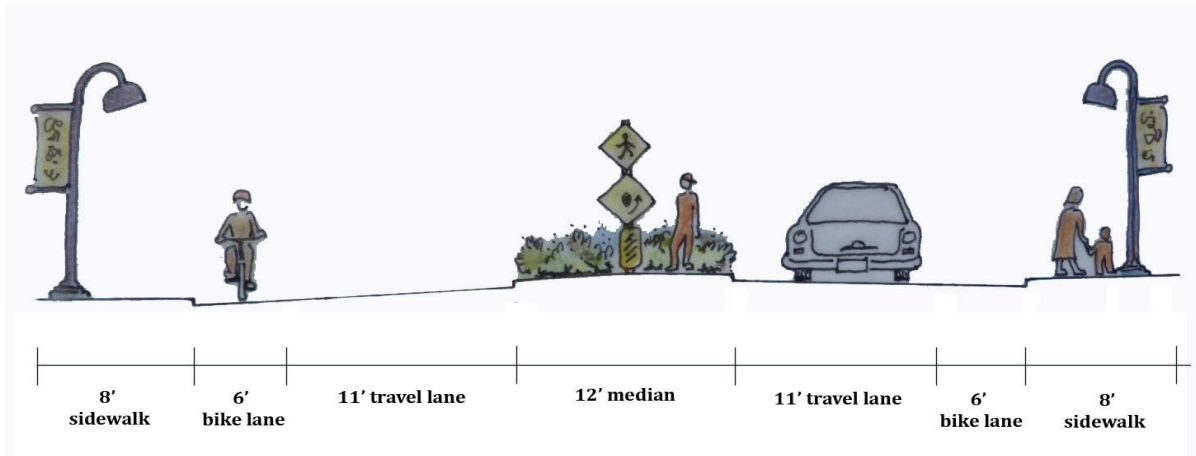 8’
sidewalk
6’
bike lane
11’ travel lane
12’ median
11’ travel lane
6’
bike lane
8’
sidewalk